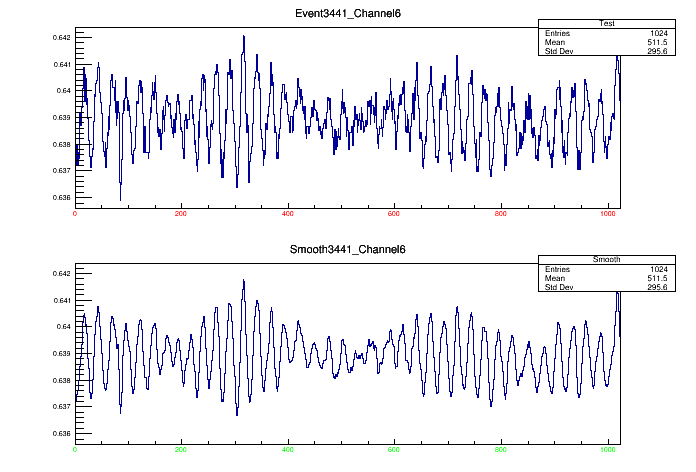 Event3441_Channel6
Test
Entries 1024
Mean 511.5
Std Dev 295.6
0.642
0.641
0.64
0.639
0.638
0.637
0.636
0 200 400 600 800 1000
Smooth3441_Channel6
Smooth
Entries 1024
Mean 511.5
Std Dev 295.6
0.642
0.641
0.64
0.639
0.638
0.637
0.636
0 200 400 600 800 1000